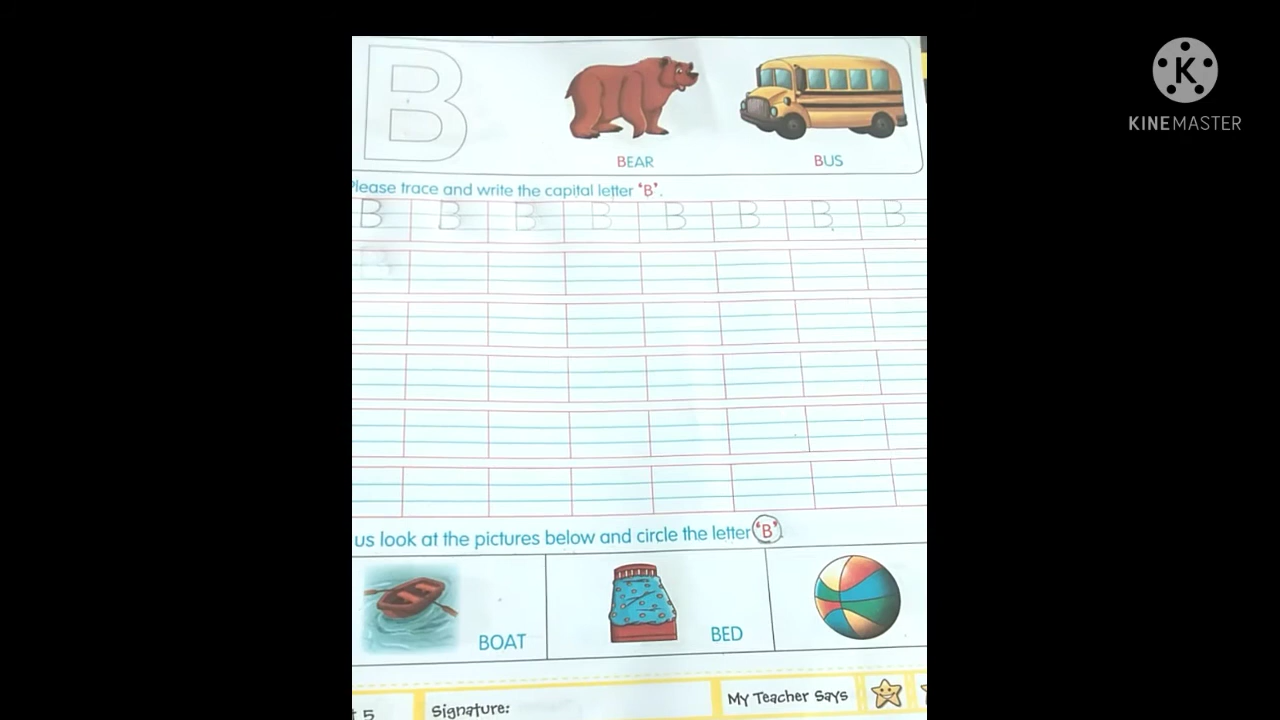 B
KINEMASTER
BEAR BUS
Please trace and write the capital letter 'B'.
B B B B B B B B
us look at the pictures below and circle the letter 'B'.
BOAT BED
My Teacher Says
5 Signature: